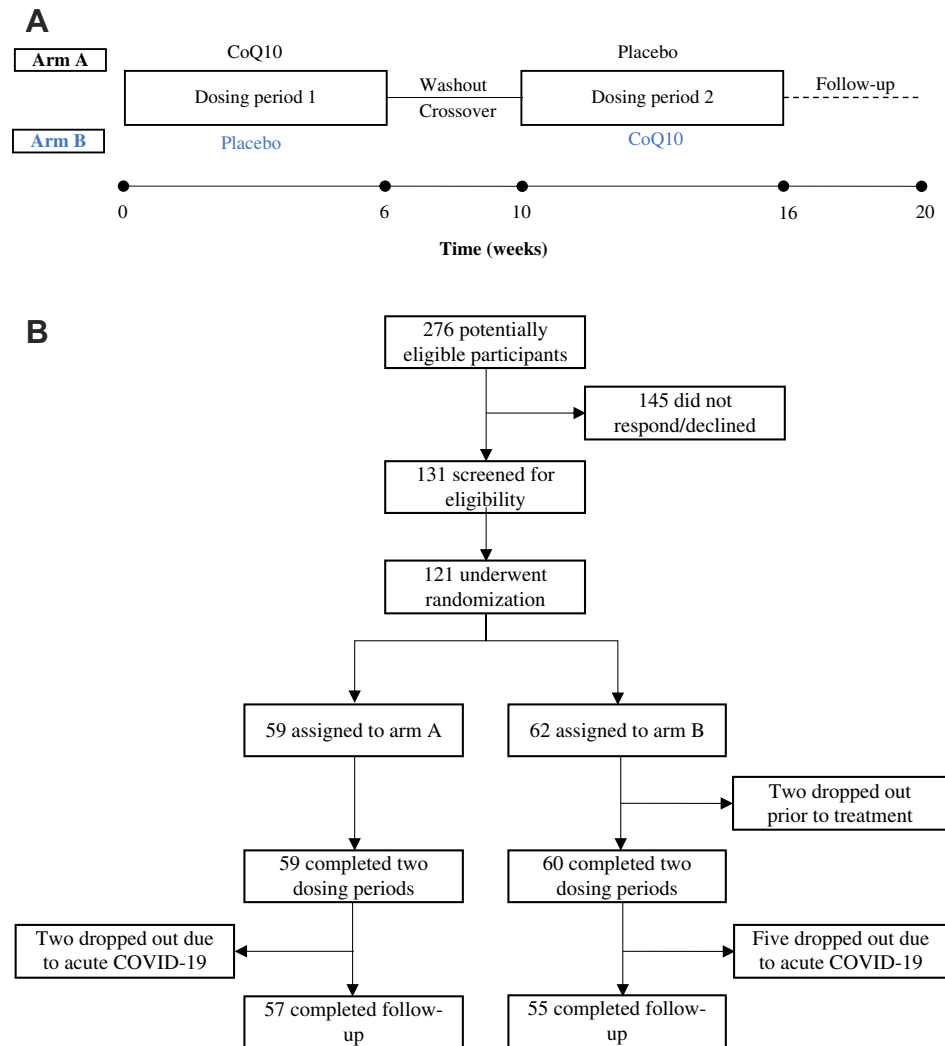 A
CoQ10
Placebo
Arm A
Dosing period 1
Washout
Crossover
Dosing period 2
Follow-up
Arm B
Placebo
CoQ10
0
6
10
16
20
Time (weeks)
B
276 potentially
eligible participants
145 did not
respond/declined
131 screened for
eligibility
121 underwent
randomization
59 assigned to arm A
62 assigned to arm B
Two dropped out
prior to treatment
59 completed two
dosing periods
60 completed two
dosing periods
Two dropped out due
to acute COVID-19
Five dropped out due
to acute COVID-19
57 completed follow-
up
55 completed follow-
up